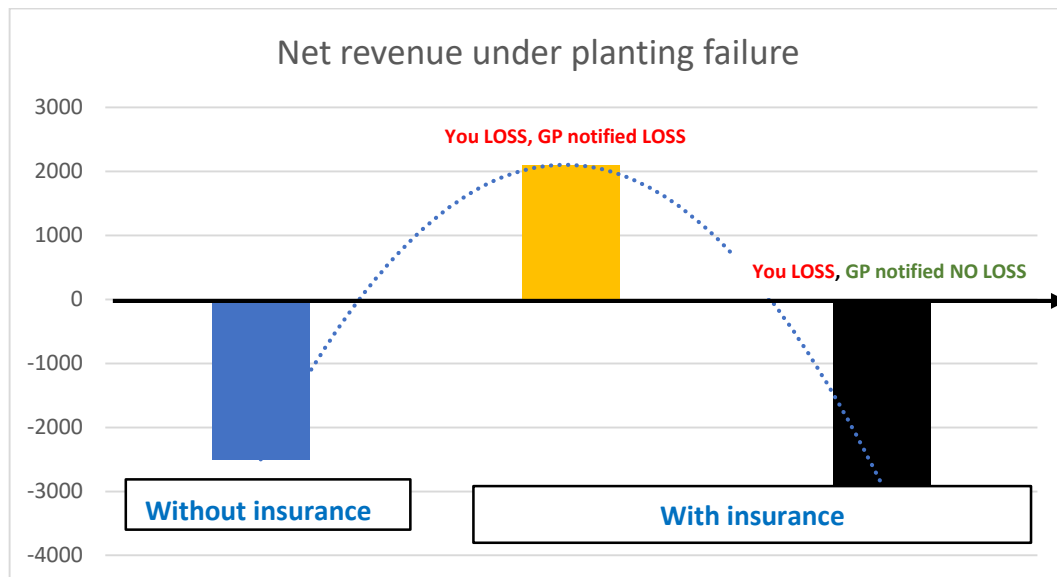 Net revenue under planting failure
3000
You LOSS, GP notified LOSS
2000
1000
You LOSS, GP notified NO LOSS
0
-1000
-2000
-3000
Without insurance
With insurance
-4000